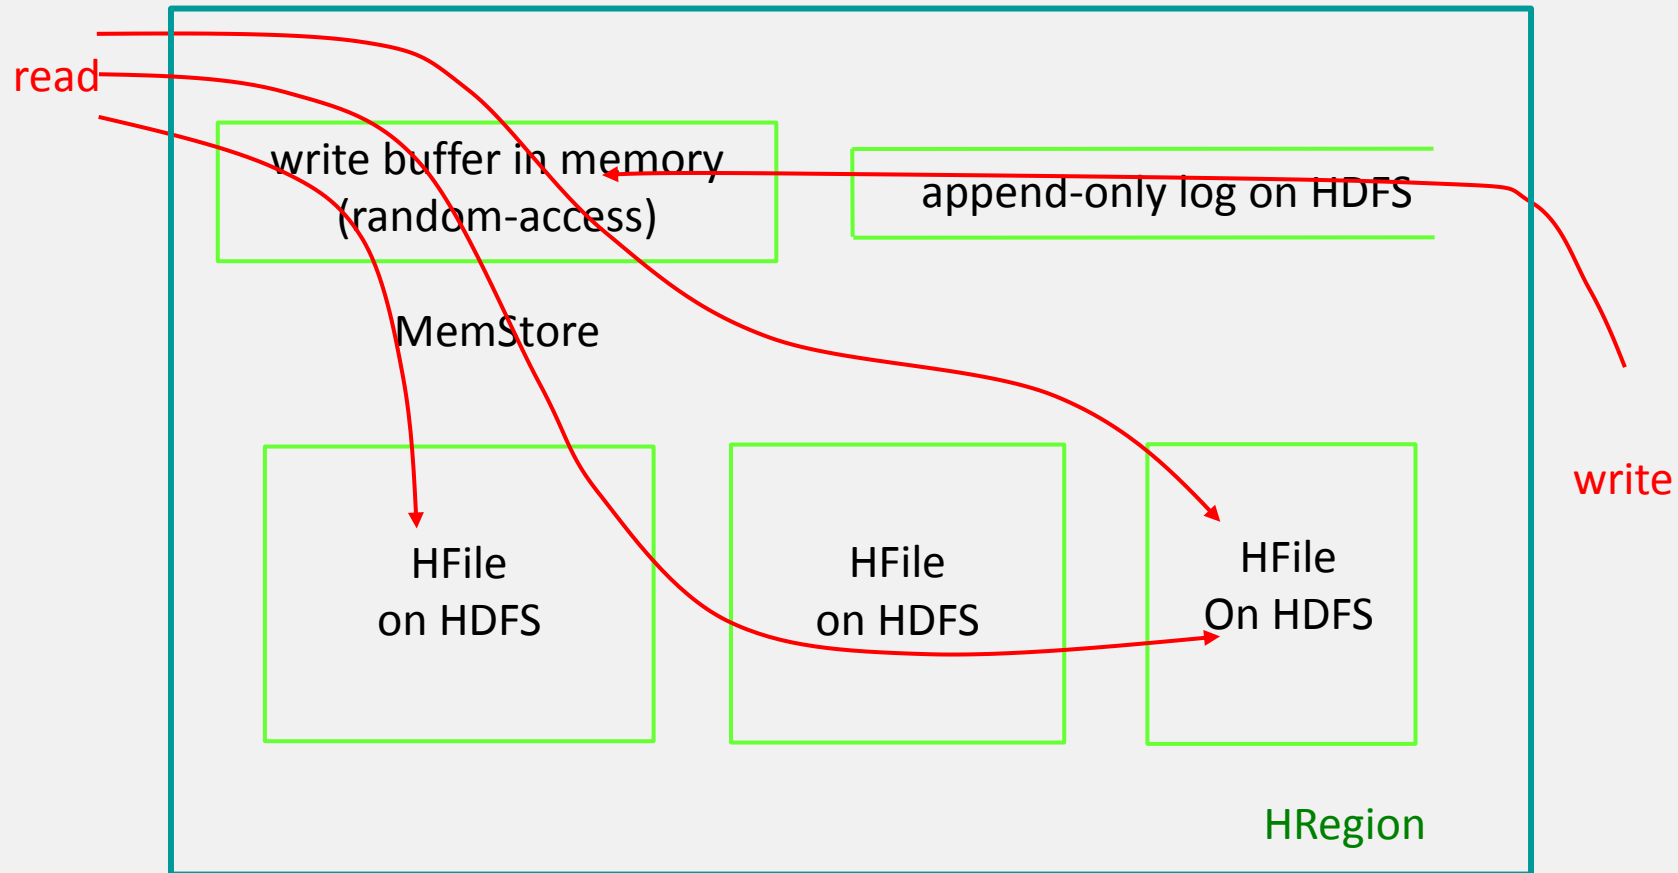 read
write buffer in memory
(random-access)
append-only log on HDFS
MemStore
write
HFile
on HDFS
HFile
on HDFS
HFile
On HDFS
HRegion